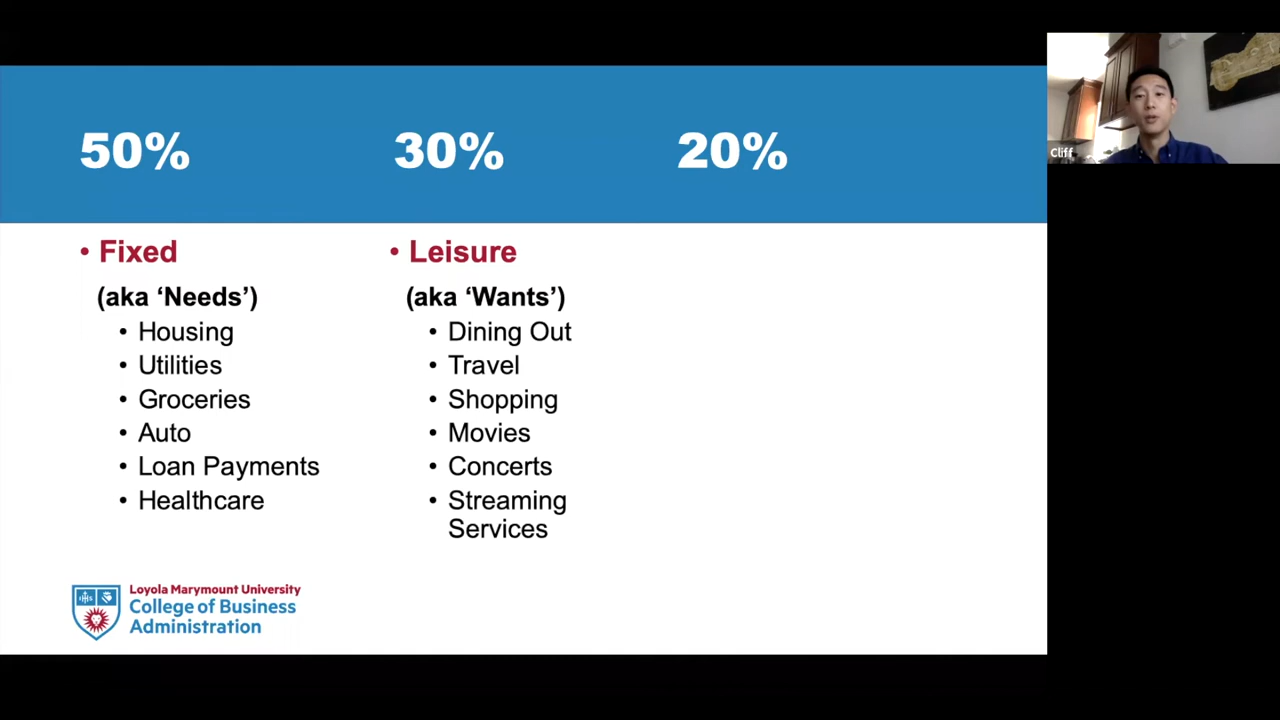 50%
30%
20%
• Fixed
(aka ‘Needs’)
• Housing
• Utilities
• Groceries
• Auto
• Loan Payments
• Healthcare
• Leisure
(aka ‘Wants’)
• Dining Out
• Travel
• Shopping
• Movies
• Concerts
• Streaming
Services
Loyola Marymount University
College of Business
Administration
Cliff